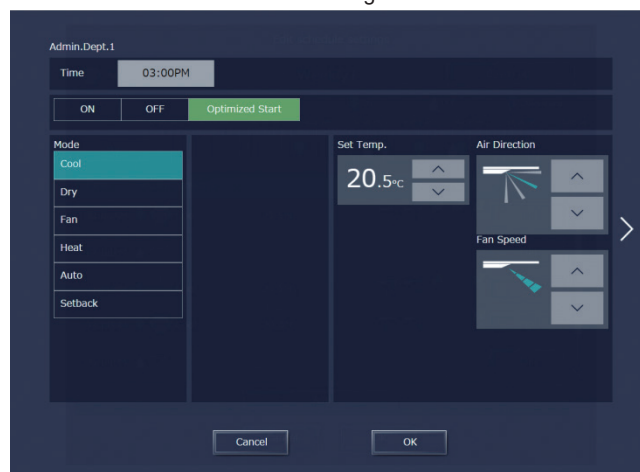 Admin.Dept.1
Time 03:00PM
ON OFF Optimized Start
Mode
Cool
Dry
Fan
Heat
Auto
Setback
Set Temp.
20.5°C
Air Direction
Fan Speed
Cancel OK